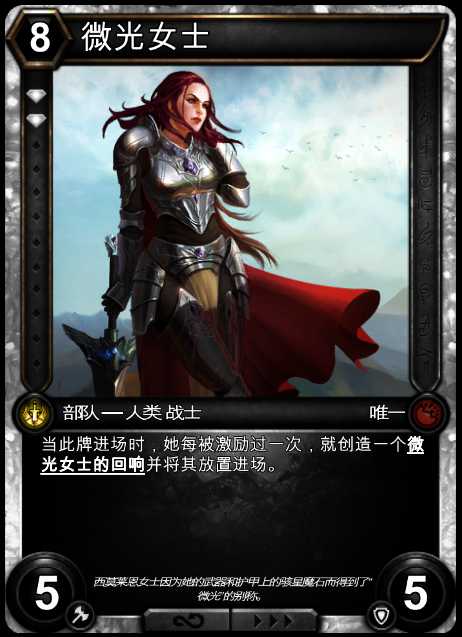 8
微光女士
部队 — 人类 战士
唯一
当此牌进场时，她每被激励过一次，就创造一个微
光女士的回响并将其放置进场。
西莫莱恩女士因为她的武器和护甲上的骇星魔石而得到了“
微光”的别称。
5
5